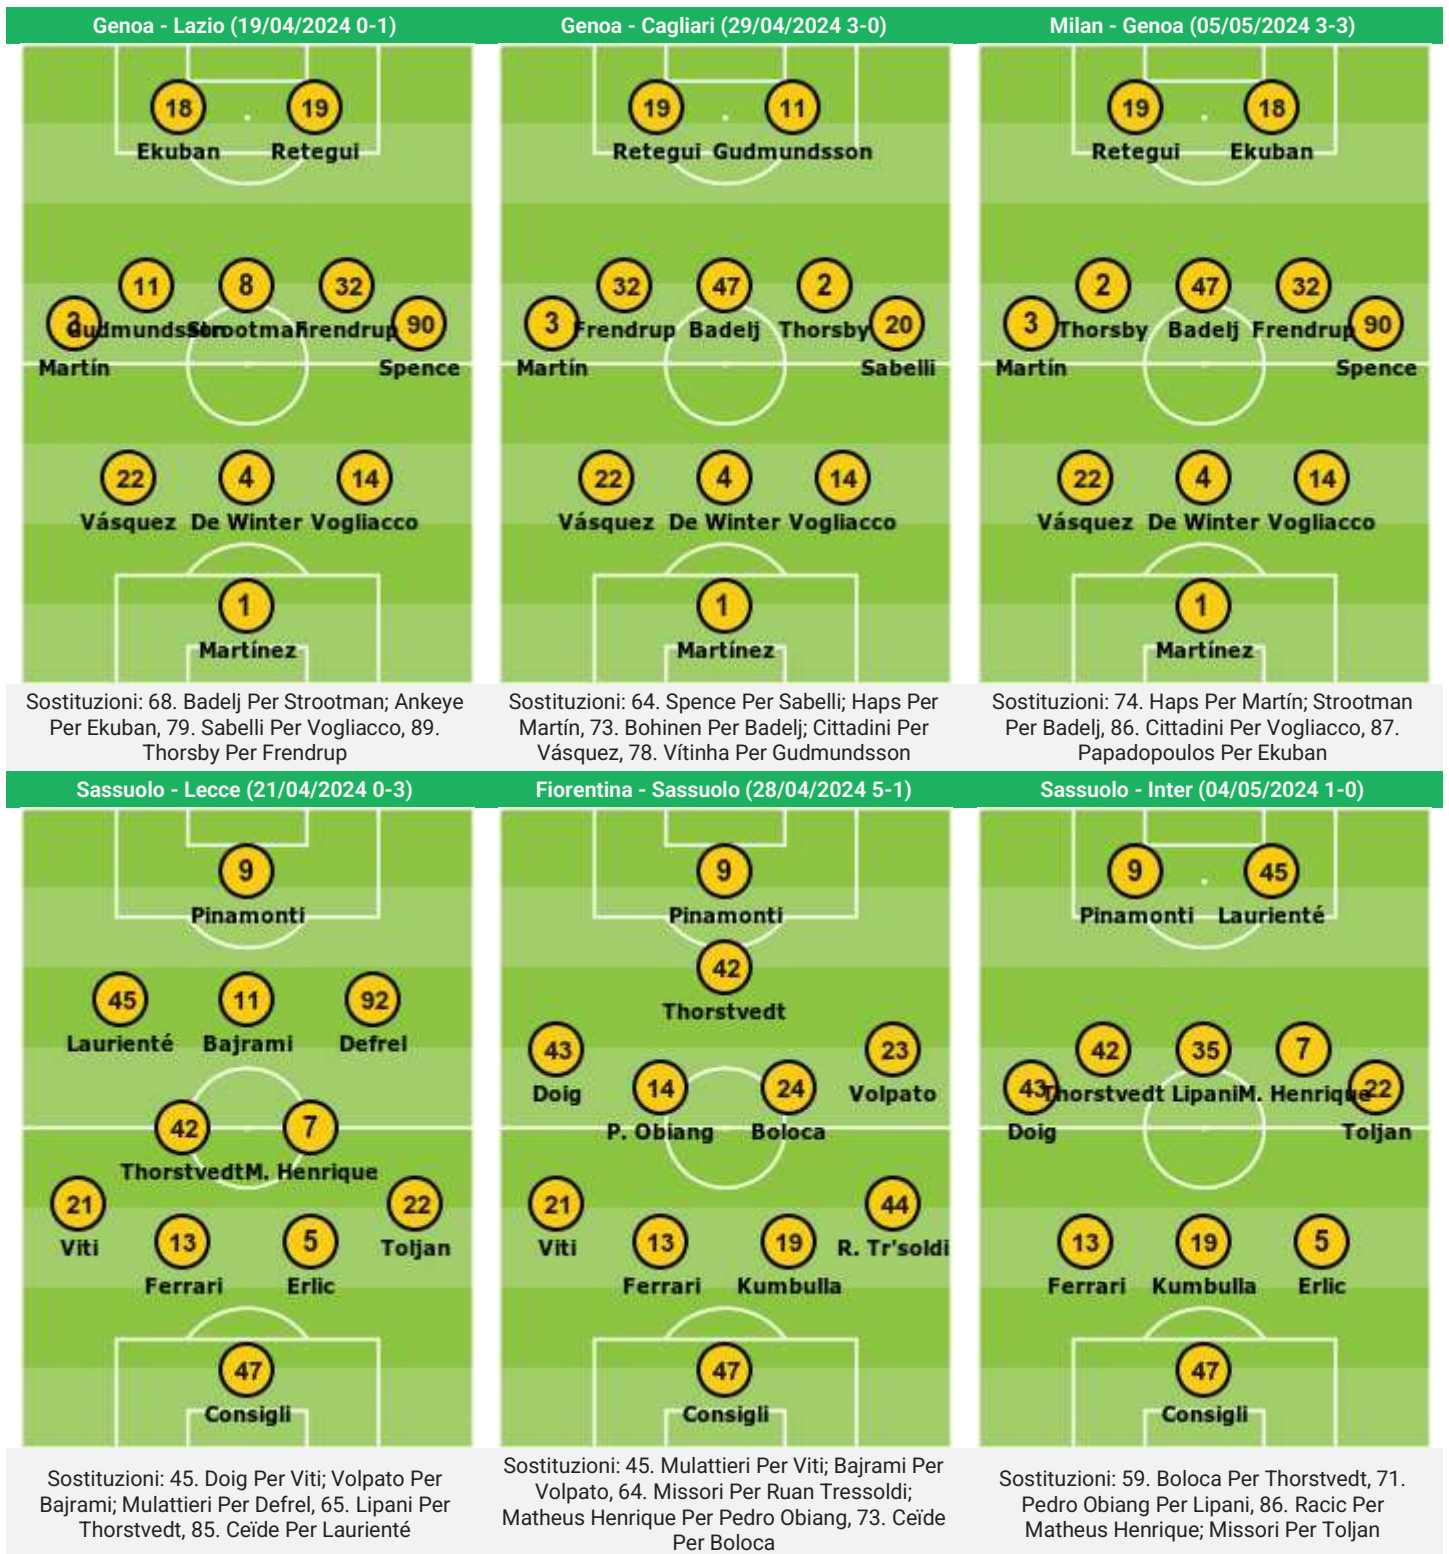 Genoa - Lazio (19/04/2024 0-1)
18 19
Ekuban Retegui
11 8 32
3 90
Gudmundsson Strootman Frendrup
Martín Spence
22 4 14
Vásquez De Winter Vogliacco
1
Martínez
Sostituzioni: 68. Badelj Per Strootman; Ankeye
Per Ekuban, 79. Sabelli Per Vogliacco, 89.
Thorsby Per Frendrup
Genoa - Cagliari (29/04/2024 3-0)
19 11
Retegui Gudmundsson
32 47 2
3 20
Frendrup Badelj Thorsby
Martín Sabelli
22 4 14
Vásquez De Winter Vogliacco
1
Martínez
Sostituzioni: 64. Spence Per Sabelli; Haps Per
Martín, 73. Bohinen Per Badelj; Cittadini Per
Vásquez, 78. Vítinha Per Gudmundsson
Milan - Genoa (05/05/2024 3-3)
19 18
Retegui Ekuban
2 47 32
3 90
Thorsby Badelj Frendrup
Martín Spence
22 4 14
Vásquez De Winter Vogliacco
1
Martínez
Sostituzioni: 74. Haps Per Martín; Strootman
Per Badelj, 86. Cittadini Per Vogliacco, 87.
Papadopoulos Per Ekuban
Sassuolo - Lecce (21/04/2024 0-3)
9
Pinamonti
45 11 92
Laurienté Bajrami Defrel
42 7
Thorstvedt M. Henrique
21 22
Viti Toljan
13 5
Ferrari Erlic
47
Consigli
Sostituzioni: 45. Doig Per Viti; Volpato Per
Bajrami; Mulattieri Per Defrel, 65. Lipani Per
Thorstvedt, 85. Ceïde Per Laurienté
Fiorentina - Sassuolo (28/04/2024 5-1)
9
Pinamonti
42
Thorstvedt
43 23
Doig Volpato
14 24
P. Obiang Boloca
21 44
Viti R. Tr'soldi
13 19
Ferrari Kumbulla
47
Consigli
Sostituzioni: 45. Mulattieri Per Viti; Bajrami Per
Volpato, 64. Missori Per Ruan Tressoldi;
Matheus Henrique Per Pedro Obiang, 73. Ceïde
Per Boloca
Sassuolo - Inter (04/05/2024 1-0)
9 45
Pinamonti Laurienté
42 35 7
43 22
Thorstvedt Lipani M. Henrique
Doig Toljan
13 19 5
Ferrari Kumbulla Erlic
47
Consigli
Sostituzioni: 59. Boloca Per Thorstvedt, 71.
Pedro Obiang Per Lipani, 86. Racic Per
Matheus Henrique; Missori Per Toljan